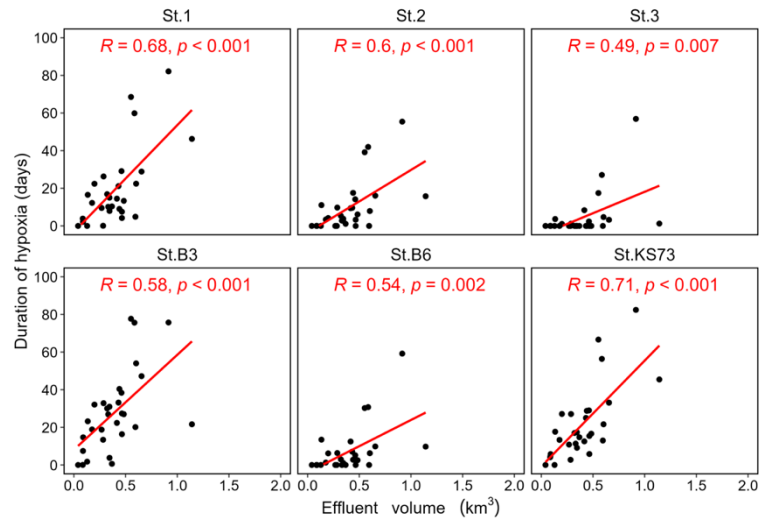 St.1 St.2 St.3
R = 0.68, p < 0.001 R = 0.6, p < 0.001 R = 0.49, p = 0.007
100
80
60
40
20
0
St.B3 St.B6 St.KS73
R = 0.58, p < 0.001 R = 0.54, p = 0.002 R = 0.71, p < 0.001
100
80
60
40
20
0
0.0 0.5 1.0 1.5 2.0 0.0 0.5 1.0 1.5 2.0 0.0 0.5 1.0 1.5 2.0
Duration of hypoxia (days)
Effluent volume (km³)